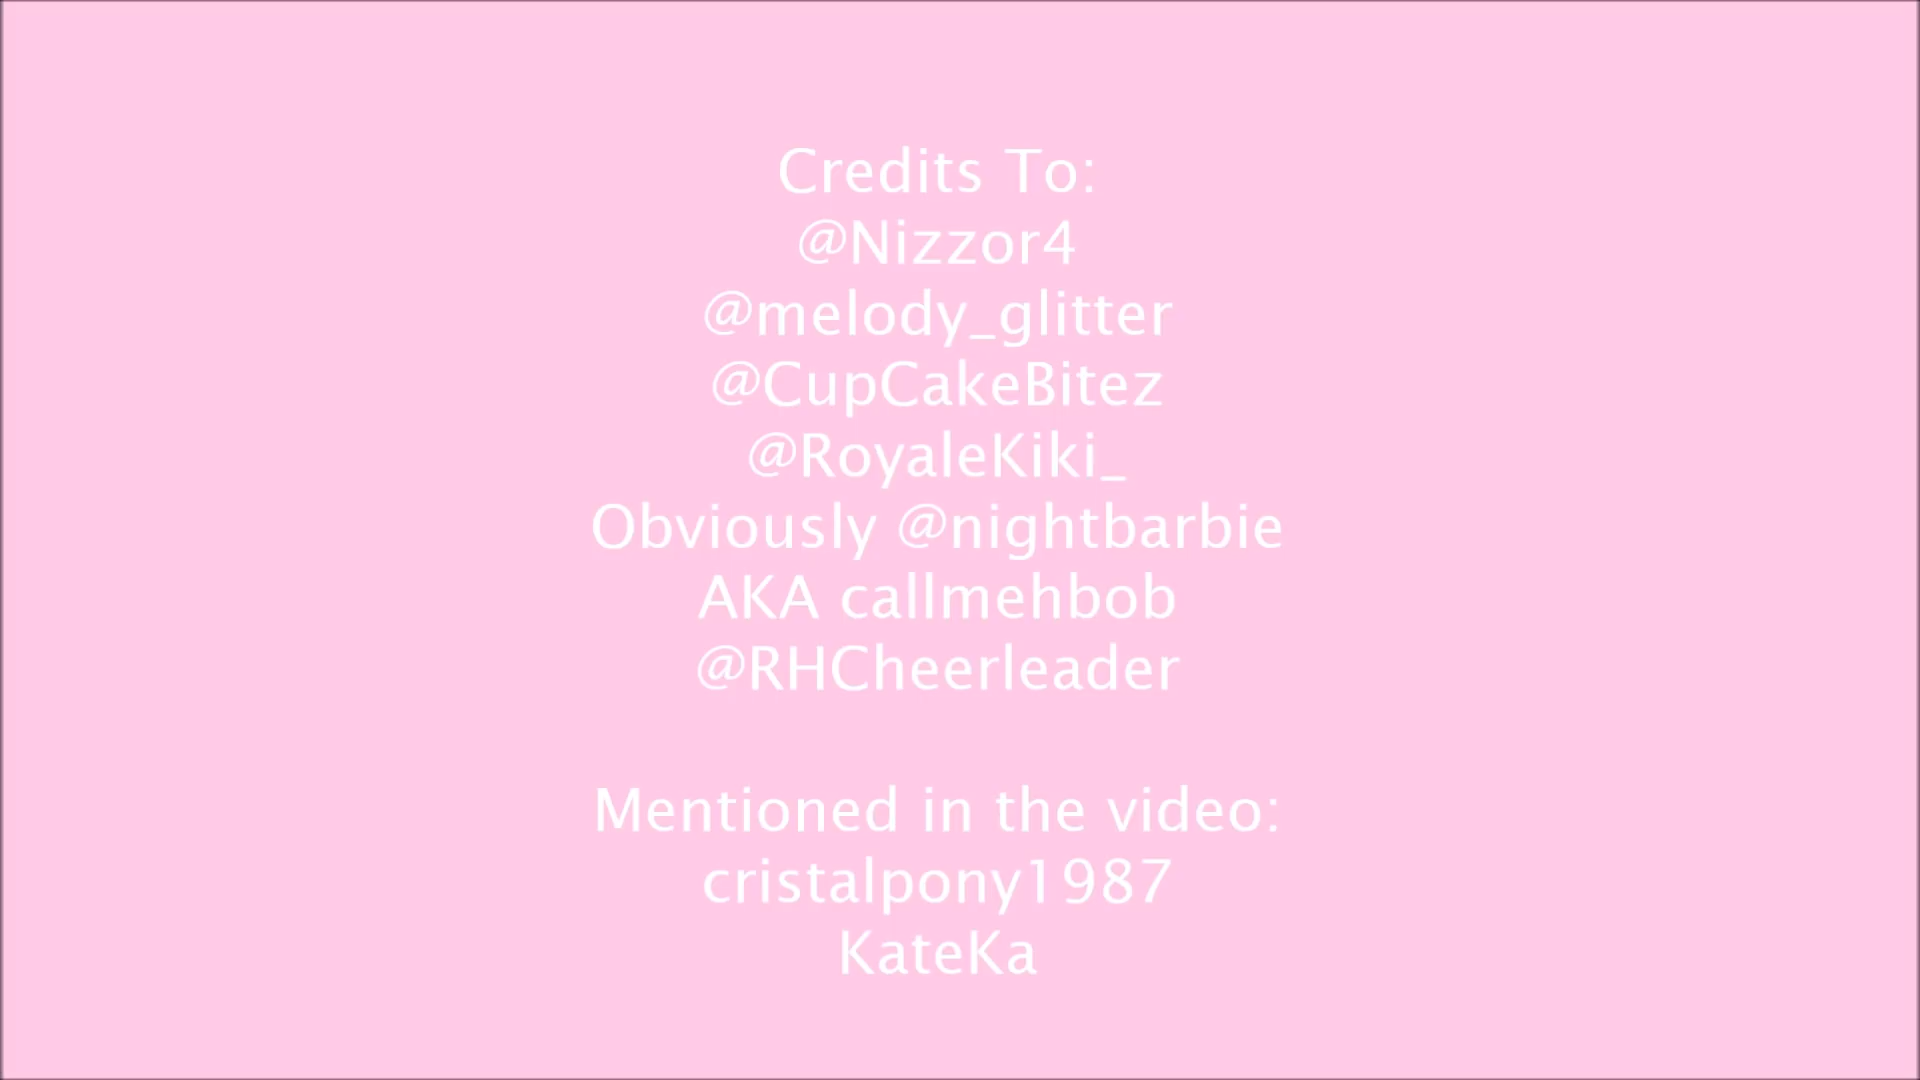 Credits To:
@Nizzor4
@melody_glitter
@CupCakeBitez
@RoyaleKiki_
Obviously @nightbarbie
AKA callmehbob
@RHCheerleader
Mentioned in the video:
cristalpony1987
KateKa